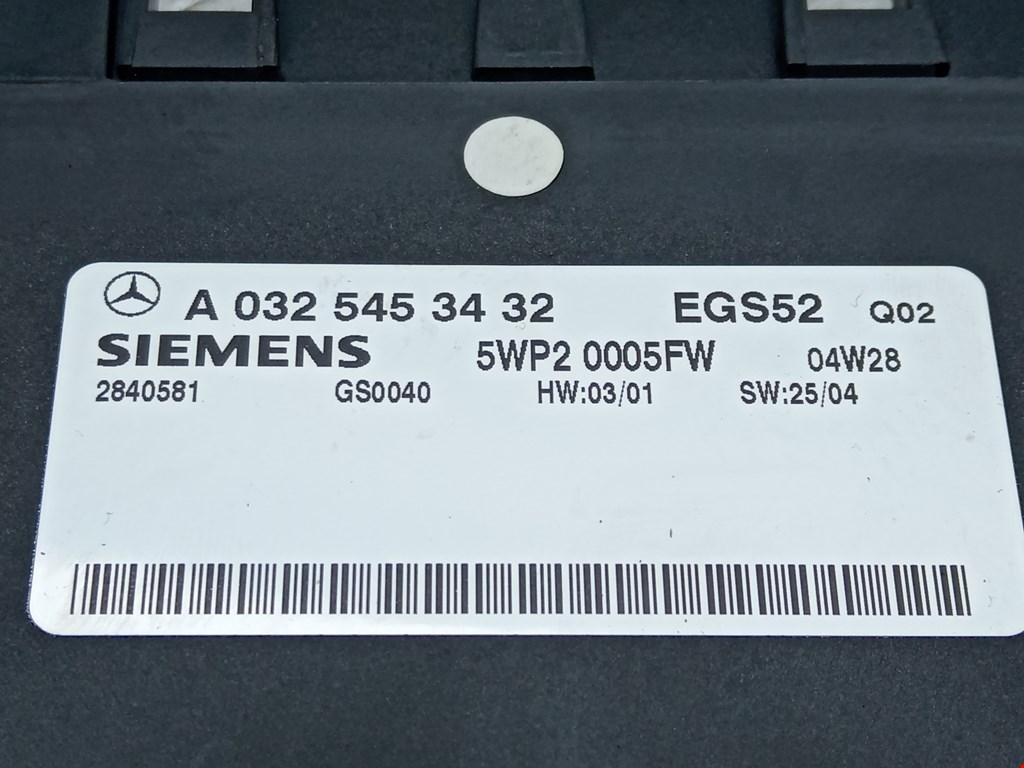 A 032 545 34 32 EGS52 Q02
SIEMENS 5WP2 0005FW 04W28
2840581 GS0040 HW:03/01 SW:25/04